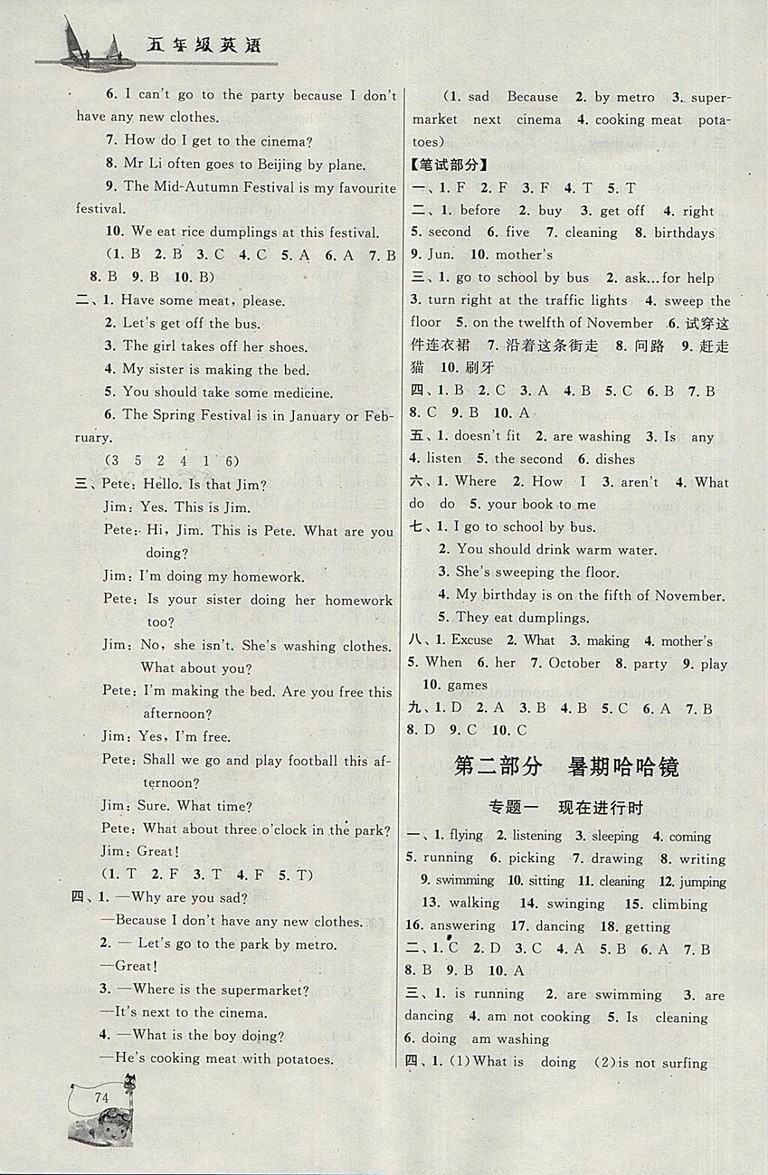 五年级英语
6. I can't go to the party because I don't
have any new clothes.
7. How do I get to the cinema?
8. Mr Li often goes to Beijing by plane.
9. The Mid-Autumn Festival is my favourite
festival.
10. We eat rice dumplings at this festival.
(1. B 2. B 3. C 4. C 5. A 6. A 7. B
8. B 9. B 10. B)
二、1. Have some meat, please.
2. Let's get off the bus.
3. The girl takes off her shoes.
4. My sister is making the bed.
5. You should take some medicine.
6. The Spring Festival is in January or Feb-
ruary.
(3 5 2 4 1 6)
三、Pete: Hello. Is that Jim?
Jim: Yes. This is Jim.
Pete: Hi, Jim. This is Pete. What are you
doing?
Jim: I'm doing my homework.
Pete: Is your sister doing her homework
too?
Jim: No, she isn't. She's washing clothes.
What about you?
Pete: I'm making the bed. Are you free this
afternoon?
Jim: Yes, I'm free.
Pete: Shall we go and play football this af-
ternoon?
Jim: Sure. What time?
Pete: What about three o'clock in the park?
Jim: Great!
(1. T 2. F 3. T 4. F 5. T)
四、1. —Why are you sad?
—Because I don't have any new clothes.
2. — Let's go to the park by metro.
—Great!
3. —Where is the supermarket?
—It's next to the cinema.
4. —What is the boy doing?
—He's cooking meat with potatoes.
74
(1. sad Because 2. by metro 3. super-
market next cinema 4. cooking meat pota-
toes)
【笔试部分】
一、1. F 2. F 3. F 4. T 5. T
二、1. before 2. buy 3. get off 4. right
5. second 6. five 7. cleaning 8. birthdays
9. Jun. 10. mother's
三、1. go to school by bus 2. ask…for help
3. turn right at the traffic lights 4. sweep the
floor 5. on the twelfth of November 6. 试穿这
件连衣裙 7. 沿着这条街走 8. 问路 9. 赶走
猫 10. 刷牙
四、1. B 2. C 3. A 4. B 5. C 6. B 7. B
8. C 9. B 10. A
五、1. doesn't fit 2. are washing 3. Is any
4. listen 5. the second 6. dishes
六、1. Where 2. How I 3. aren't 4. What
do do 5. your book to me
七、1. I go to school by bus.
2. You should drink warm water.
3. She's sweeping the floor.
4. My birthday is on the fifth of November.
5. They eat dumplings.
八、1. Excuse 2. What 3. making 4. mother's
5. When 6. her 7. October 8. party 9. play
10. games
九、1. D 2. A 3. B 4. B 5. C 6. A 7. B
8. D 9. C 10. C
第二部分 暑期哈哈镜
专题一 现在进行时
一、1. flying 2. listening 3. sleeping 4. coming
5. running 6. picking 7. drawing 8. writing
9. swimming 10. sitting 11. cleaning 12. jumping
13. walking 14. swinging 15. climbing
16. answering 17. dancing 18. getting
二、1. C 2. D 3. C 4. A 5. B 6. A 7. B
8. B 9. B 10. A
三、1. is running 2. are swimming 3. are
dancing 4. am not cooking 5. Is cleaning
6. doing am washing
四、1. (1)What is doing (2)is not surfing